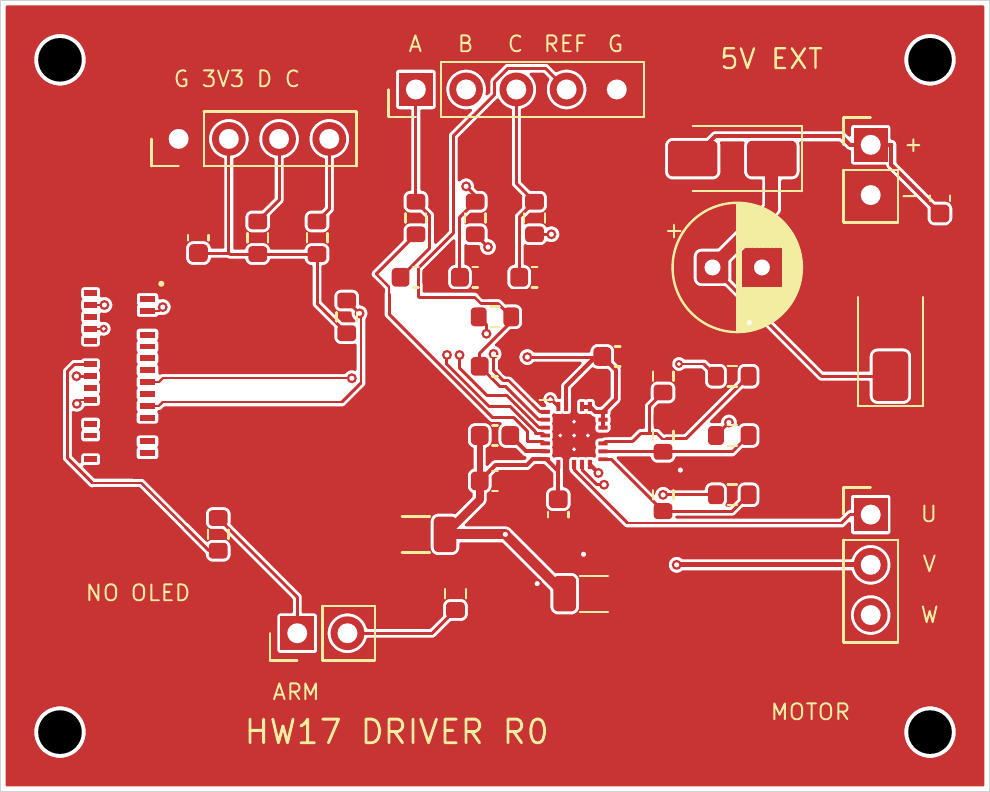 A B C REF G
5V EXT
G 3V3 D C
+
-
+
U
V
W
NO OLED
ARM
MOTOR
HW17 DRIVER R0